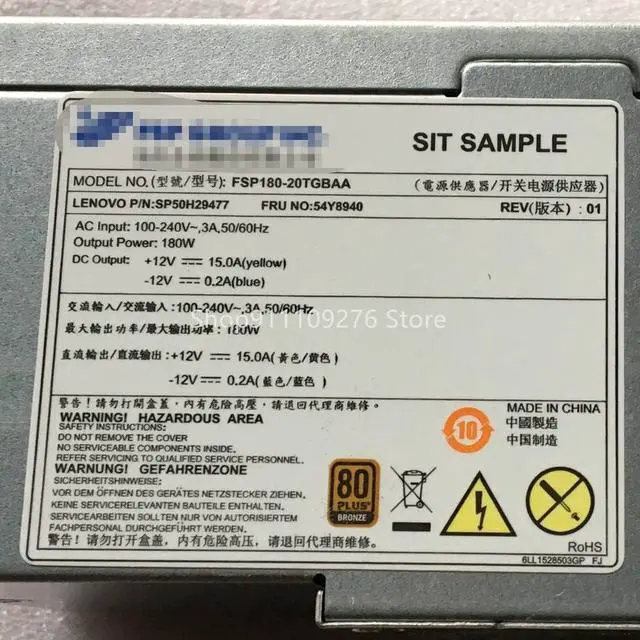 SIT SAMPLE
MODEL NO.(型號/型号): FSP180-20TGBAA (電源供應器/开关电源供应器)
LENOVO P/N:SP50H29477 FRU NO:54Y8940 REV(版本) : 01
AC Input: 100-240V~,3A,50/60Hz
Output Power: 180W
DC Output: +12V ⎓ 15.0A(yellow)
-12V ⎓ 0.2A(blue)
交流輸入/交流输入 : 100-240V~,3A,50/60Hz
Shop911109276 Store
最大輸出功率/最大输出功率 : 180W
直流輸出/直流输出: +12V ⎓ 15.0A(黃色/黄色)
-12V ⎓ 0.2A(藍色/蓝色)
警告！請勿打開盒蓋，內有危險高壓，請退回代理商維修。
WARNING! HAZARDOUS AREA
SAFETY INSTRUCTIONS:
DO NOT REMOVE THE COVER
NO SERVICEABLE COMPONENTS INSIDE.
REFER SERVICING TO QUALIFIED SERVICE PERSONNEL.
WARNUNG! GEFAHRENZONE
SICHERHEITSHINWEISE:
VOR DEM ÖFFNEN DES GERÄTES NETZSTECKER ZIEHEN.
KEINE SERVICERELEVANTEN BAUTEILE ENTHALTEN.
SERVICEARBEITEN SOLLTEN NUR VON AUTORISIERTEM
FACHPERSONAL DURCHGEFÜHRT WERDEN.
警告！请勿打开盒盖，内有危险高压，请退回代理商维修。
10
MADE IN CHINA
中國製造
中国制造
80
PLUS
BRONZE
RoHS
6LL1528503GP FJ